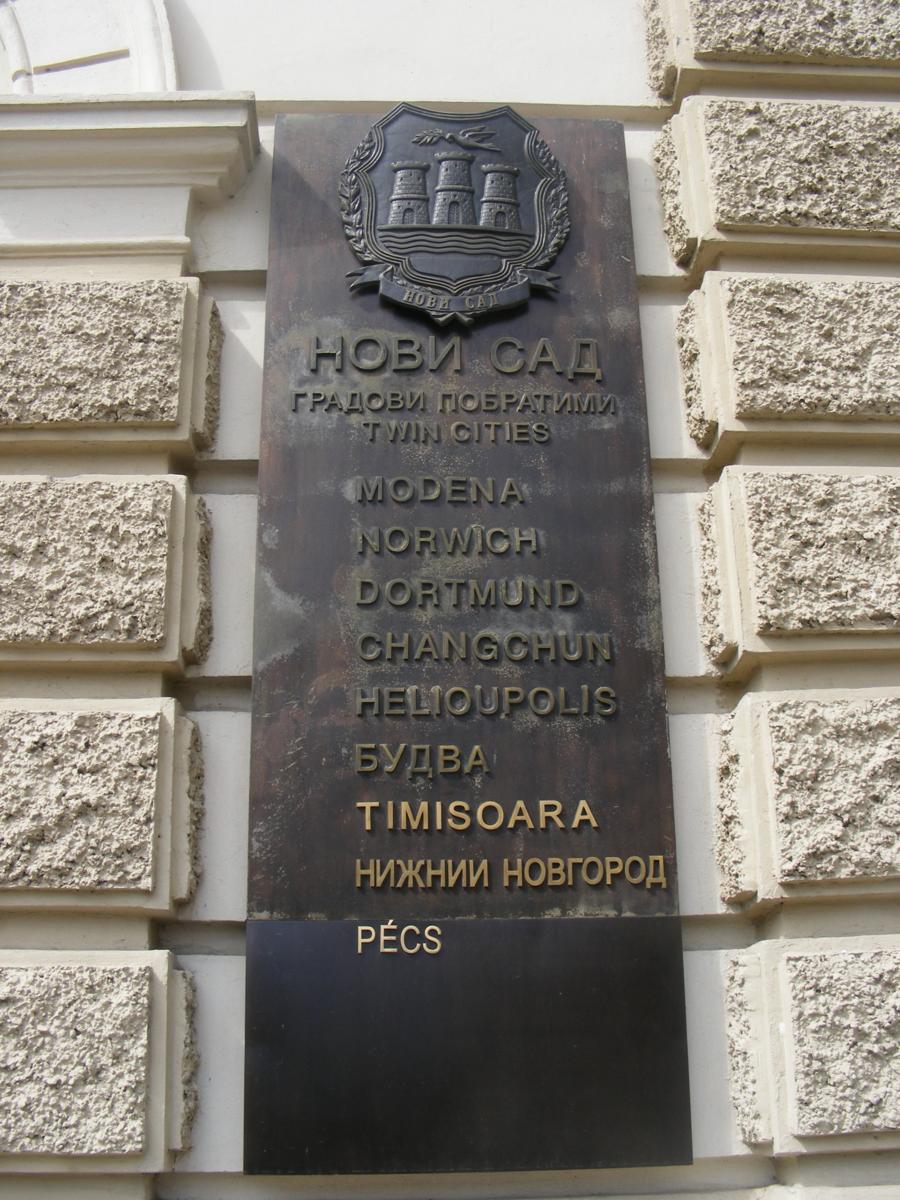 НОВИ САД
НОВИ САД
ГРАДОВИ ПОБРАТИМИ
TWIN CITIES
MODENA
NORWICH
DORTMUND
CHANGCHUN
HELIOUPOLIS
БУДВА
TIMISOARA
НИЖНИИ НОВГОРОД
PÉCS